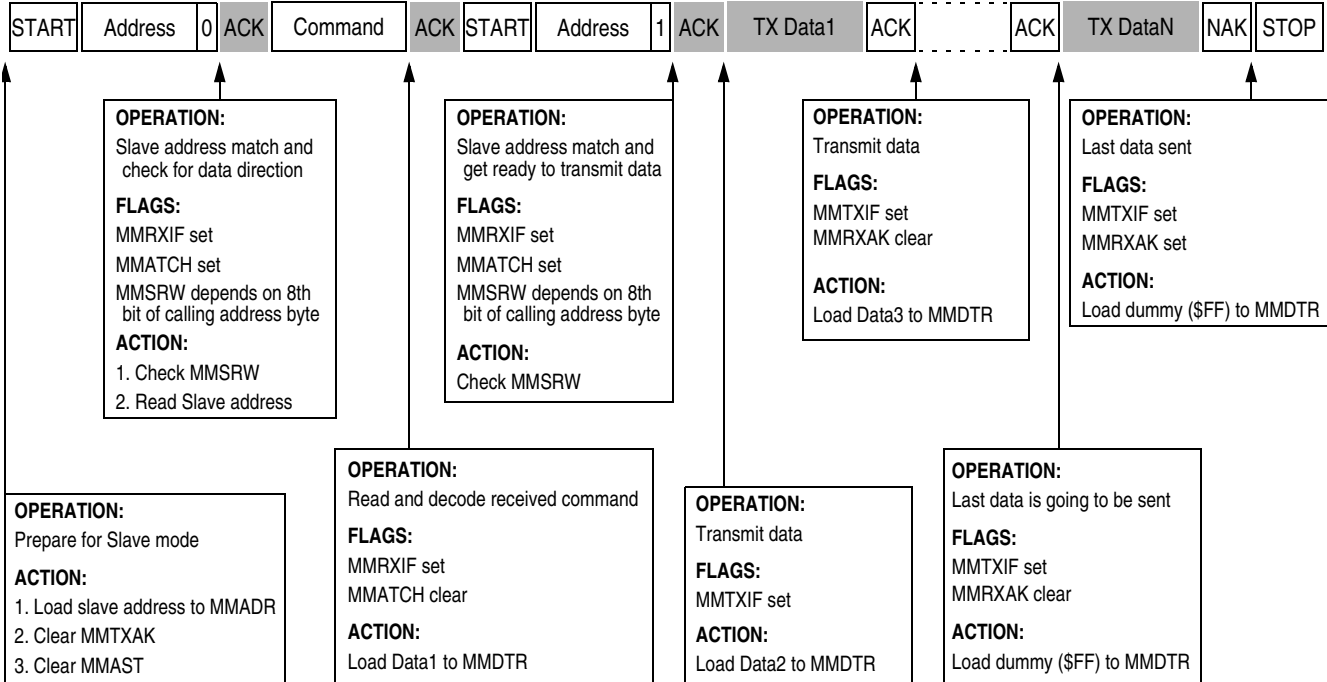 START Address 0 ACK Command ACK START Address 1 ACK TX Data1 ACK ACK TX DataN NAK STOP
OPERATION:
Slave address match and
check for data direction
FLAGS:
MMRXIF set
MMATCH set
MMSRW depends on 8th
bit of calling address byte
ACTION:
1. Check MMSRW
2. Read Slave address
OPERATION:
Slave address match and
get ready to transmit data
FLAGS:
MMRXIF set
MMATCH set
MMSRW depends on 8th
bit of calling address byte
ACTION:
Check MMSRW
OPERATION:
Transmit data
FLAGS:
MMTXIF set
MMRXAK clear
ACTION:
Load Data3 to MMDTR
OPERATION:
Last data sent
FLAGS:
MMTXIF set
MMRXAK set
ACTION:
Load dummy ($FF) to MMDTR
OPERATION:
Prepare for Slave mode
ACTION:
1. Load slave address to MMADR
2. Clear MMTXAK
3. Clear MMAST
OPERATION:
Read and decode received command
FLAGS:
MMRXIF set
MMATCH clear
ACTION:
Load Data1 to MMDTR
OPERATION:
Transmit data
FLAGS:
MMTXIF set
ACTION:
Load Data2 to MMDTR
OPERATION:
Last data is going to be sent
FLAGS:
MMTXIF set
MMRXAK clear
ACTION:
Load dummy ($FF) to MMDTR